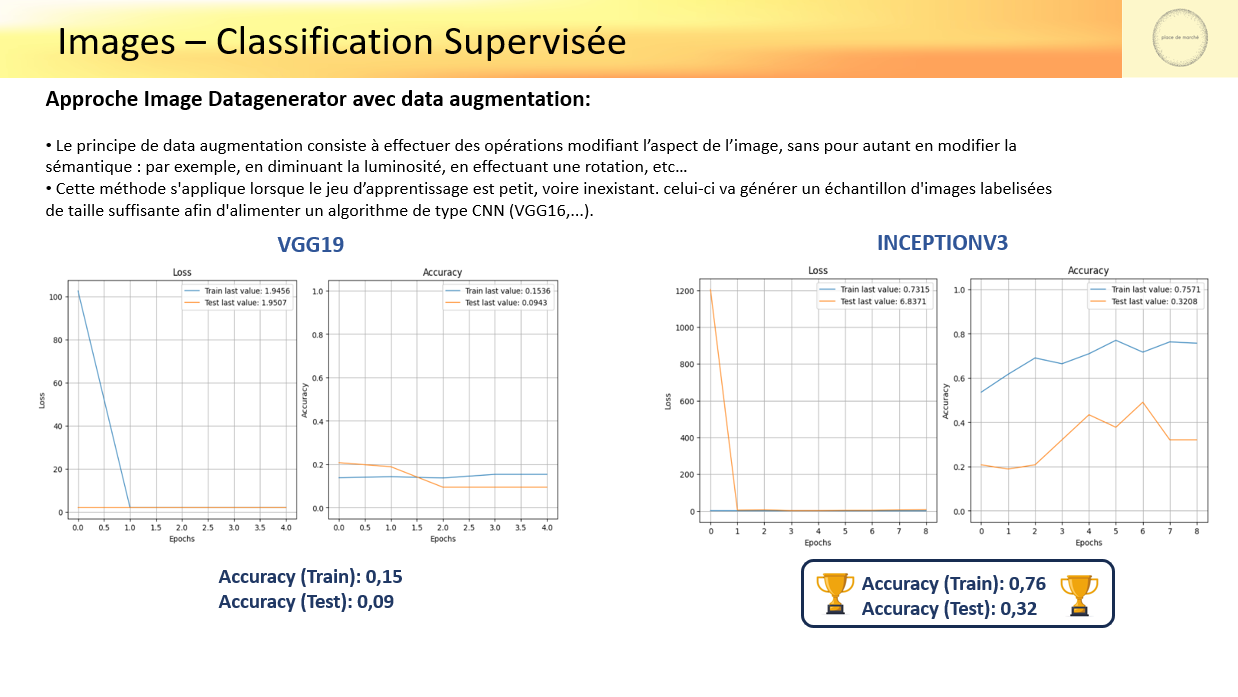 Images – Classification Supervisée
place de marché
Approche Image Datagenerator avec data augmentation:
• Le principe de data augmentation consiste à effectuer des opérations modifiant l’aspect de l’image, sans pour autant en modifier la
sémantique : par exemple, en diminuant la luminosité, en effectuant une rotation, etc…
• Cette méthode s'applique lorsque le jeu d’apprentissage est petit, voire inexistant. celui-ci va générer un échantillon d'images labelisées
de taille suffisante afin d'alimenter un algorithme de type CNN (VGG16,...).
VGG19
Loss
Train last value: 1.9456
Test last value: 1.9507
100
80
60
40
20
0
Loss
0.0 0.5 1.0 1.5 2.0 2.5 3.0 3.5 4.0
Epochs
Accuracy
Train last value: 0.1536
Test last value: 0.0943
1.0
0.8
0.6
0.4
0.2
0.0
Accuracy
0.0 0.5 1.0 1.5 2.0 2.5 3.0 3.5 4.0
Epochs
Accuracy (Train): 0,15
Accuracy (Test): 0,09
INCEPTIONV3
Loss
Train last value: 0.7315
Test last value: 6.8371
1200
1000
800
600
400
200
0
Loss
0 1 2 3 4 5 6 7 8
Epochs
Accuracy
Train last value: 0.7571
Test last value: 0.3208
1.0
0.8
0.6
0.4
0.2
0.0
Accuracy
0 1 2 3 4 5 6 7 8
Epochs
Accuracy (Train): 0,76
Accuracy (Test): 0,32